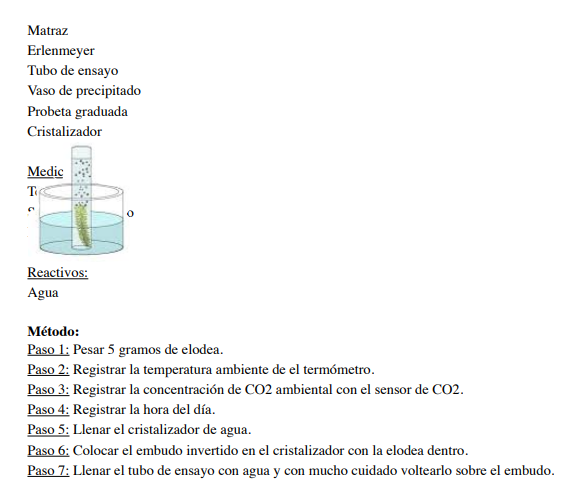 Matraz
Erlenmeyer
Tubo de ensayo
Vaso de precipitado
Probeta graduada
Cristalizador
Reactivos:
Agua
Método:
Paso 1: Pesar 5 gramos de elodea.
Paso 2: Registrar la temperatura ambiente de el termómetro.
Paso 3: Registrar la concentración de CO2 ambiental con el sensor de CO2.
Paso 4: Registrar la hora del día.
Paso 5: Llenar el cristalizador de agua.
Paso 6: Colocar el embudo invertido en el cristalizador con la elodea dentro.
Paso 7: Llenar el tubo de ensayo con agua y con mucho cuidado voltearlo sobre el embudo.